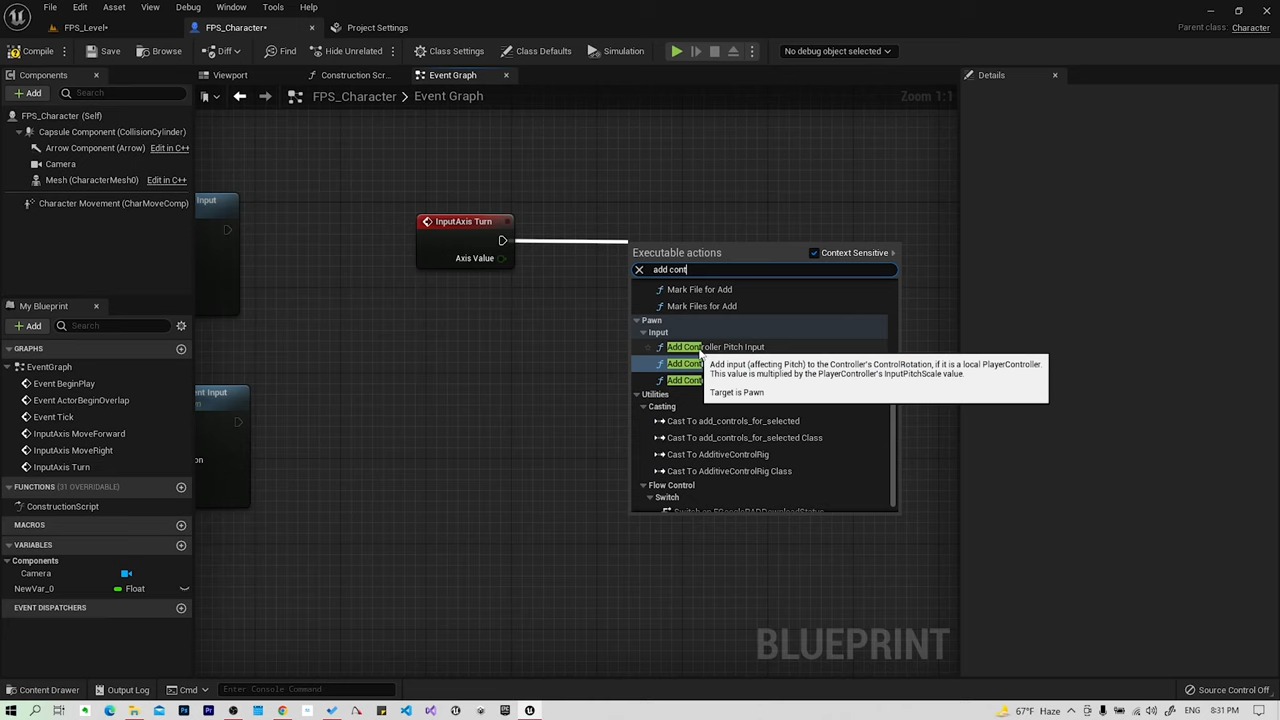 File Edit Asset View Debug Window Tools Help
FPS_Level•
FPS_Character•
Project Settings
Parent class: Character
Compile
Save
Browse
Diff
Find
Hide Unrelated
Class Settings
Class Defaults
Simulation
No debug object selected
Components
Viewport
Construction Scr...
Event Graph
Details
Add
Search
FPS_Character > Event Graph
Zoom 1:1
FPS_Character (Self)
Capsule Component (CollisionCylinder)
Arrow Component (Arrow) Edit in C++
Camera
Mesh (CharacterMesh0) Edit in C++
Character Movement (CharMoveComp)
Input
InputAxis Turn
Axis Value
Executable actions
Context Sensitive
add cont
Mark File for Add
Mark Files for Add
Pawn
Input
Add Controller Pitch Input
Add Cont
Add Cont
Add input (affecting Pitch) to the Controller's ControlRotation, if it is a local PlayerController.
This value is multiplied by the PlayerController's InputPitchScale value.
Target is Pawn
Utilities
Casting
Cast To add_controls_for_selected
Cast To add_controls_for_selected Class
Cast To AdditiveControlRig
Cast To AdditiveControlRig Class
Flow Control
Switch
My Blueprint
Add
Search
GRAPHS
EventGraph
Event BeginPlay
Event ActorBeginOverlap
Event Tick
InputAxis MoveForward
InputAxis MoveRight
InputAxis Turn
FUNCTIONS (31 OVERRIDABLE)
ConstructionScript
MACROS
VARIABLES
Components
Camera
NewVar_0
Float
EVENT DISPATCHERS
ent Input
on
BLUEPRINT
Content Drawer
Output Log
Cmd
Enter Console Command
Source Control Off
67°F Haze
ENG
8:31 PM